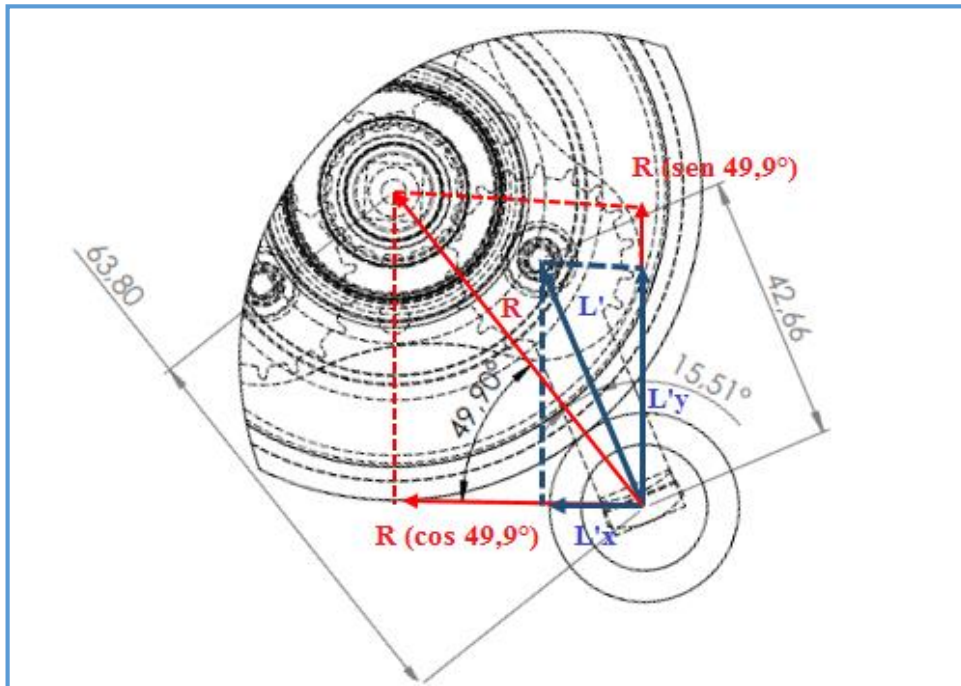 R (sen 49,9°)
63,80
42,66
L'
R
15,51°
49,90°
L'y
R (cos 49,9°)
L'x